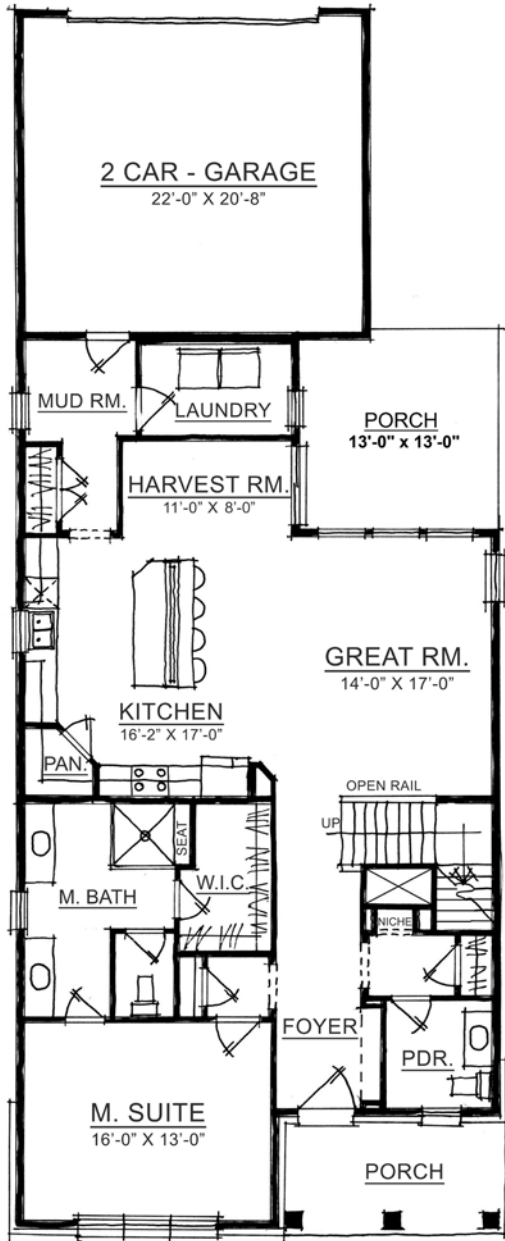 2 CAR - GARAGE
22'-0" X 20'-8"
MUD RM.
LAUNDRY
PORCH
13'-0" x 13'-0"
HARVEST RM.
11'-0" X 8'-0"
GREAT RM.
14'-0" X 17'-0"
KITCHEN
16'-2" X 17'-0"
PAN.
OPEN RAIL
UP
SEAT
M. BATH
W.I.C.
NICHE
FOYER
PDR.
M. SUITE
16'-0" X 13'-0"
PORCH